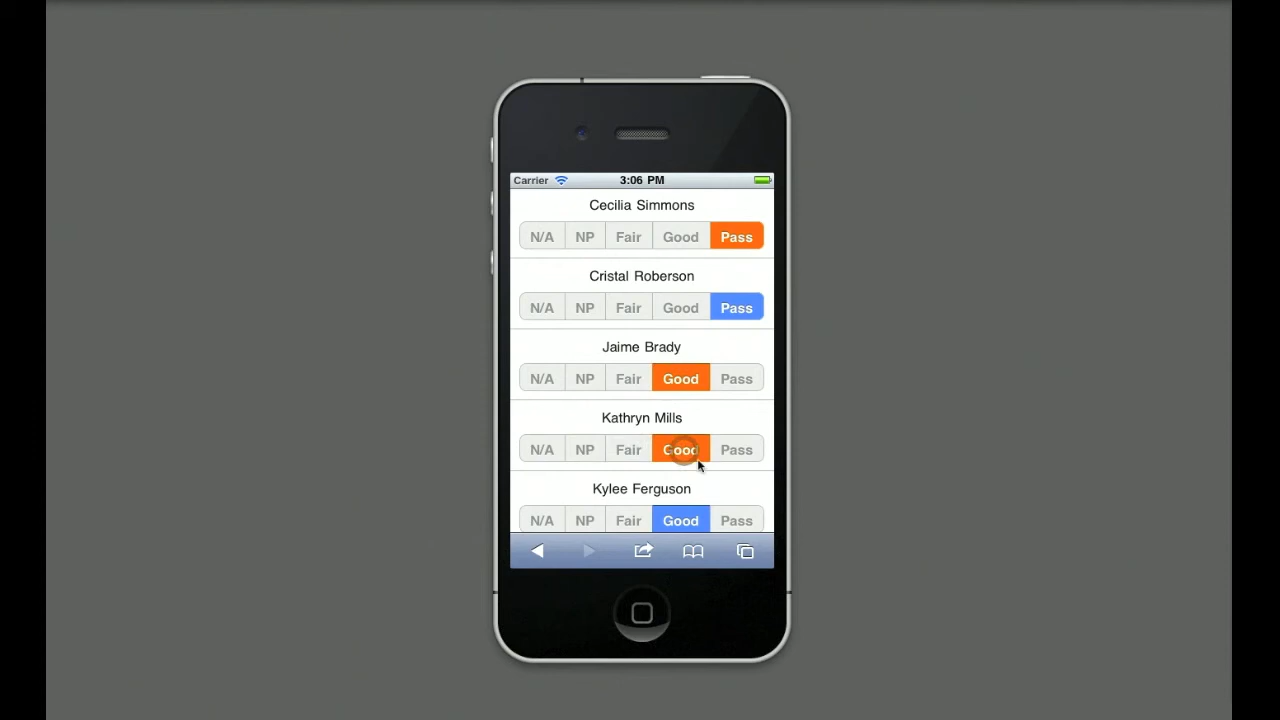 Carrier 3:06 PM
Cecilia Simmons
N/A NP Fair Good Pass
Cristal Roberson
N/A NP Fair Good Pass
Jaime Brady
N/A NP Fair Good Pass
Kathryn Mills
N/A NP Fair Good Pass
Kylee Ferguson
N/A NP Fair Good Pass